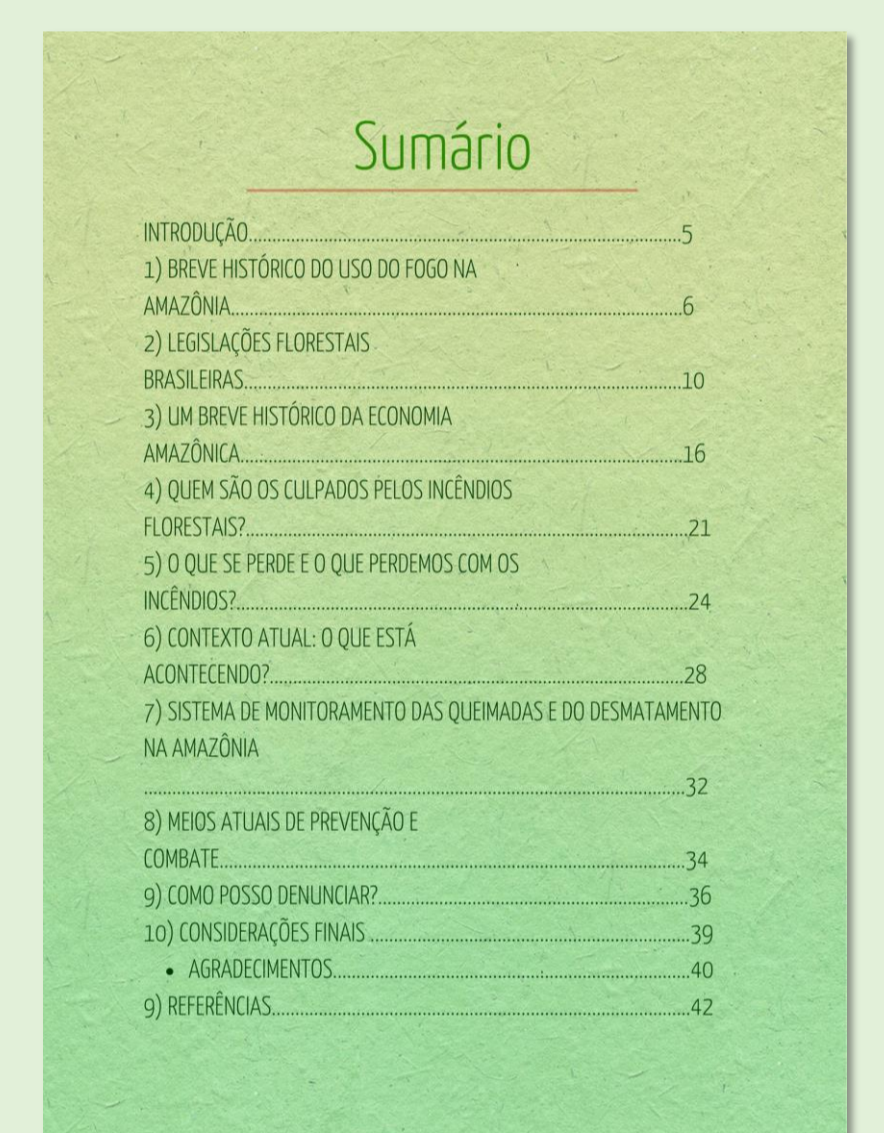 Sumário
INTRODUÇÃO............................................................................................5
1) BREVE HISTÓRICO DO USO DO FOGO NA
AMAZÔNIA................................................................................................6
2) LEGISLAÇÕES FLORESTAIS
BRASILEIRAS.............................................................................................10
3) UM BREVE HISTÓRICO DA ECONOMIA
AMAZÔNICA..............................................................................................16
4) QUEM SÃO OS CULPADOS PELOS INCÊNDIOS
FLORESTAIS?..............................................................................................21
5) O QUE SE PERDE E O QUE PERDEMOS COM OS
INCÊNDIOS?................................................................................................24
6) CONTEXTO ATUAL: O QUE ESTÁ
ACONTECENDO?........................................................................................28
7) SISTEMA DE MONITORAMENTO DAS QUEIMADAS E DO DESMATAMENTO
NA AMAZÔNIA
...................................................................................................................32
8) MEIOS ATUAIS DE PREVENÇÃO E
COMBATE...................................................................................................34
9) COMO POSSO DENUNCIAR?..................................................................36
10) CONSIDERAÇÕES FINAIS ....................................................................39
• AGRADECIMENTOS............................................................................40
9) REFERÊNCIAS.........................................................................................42